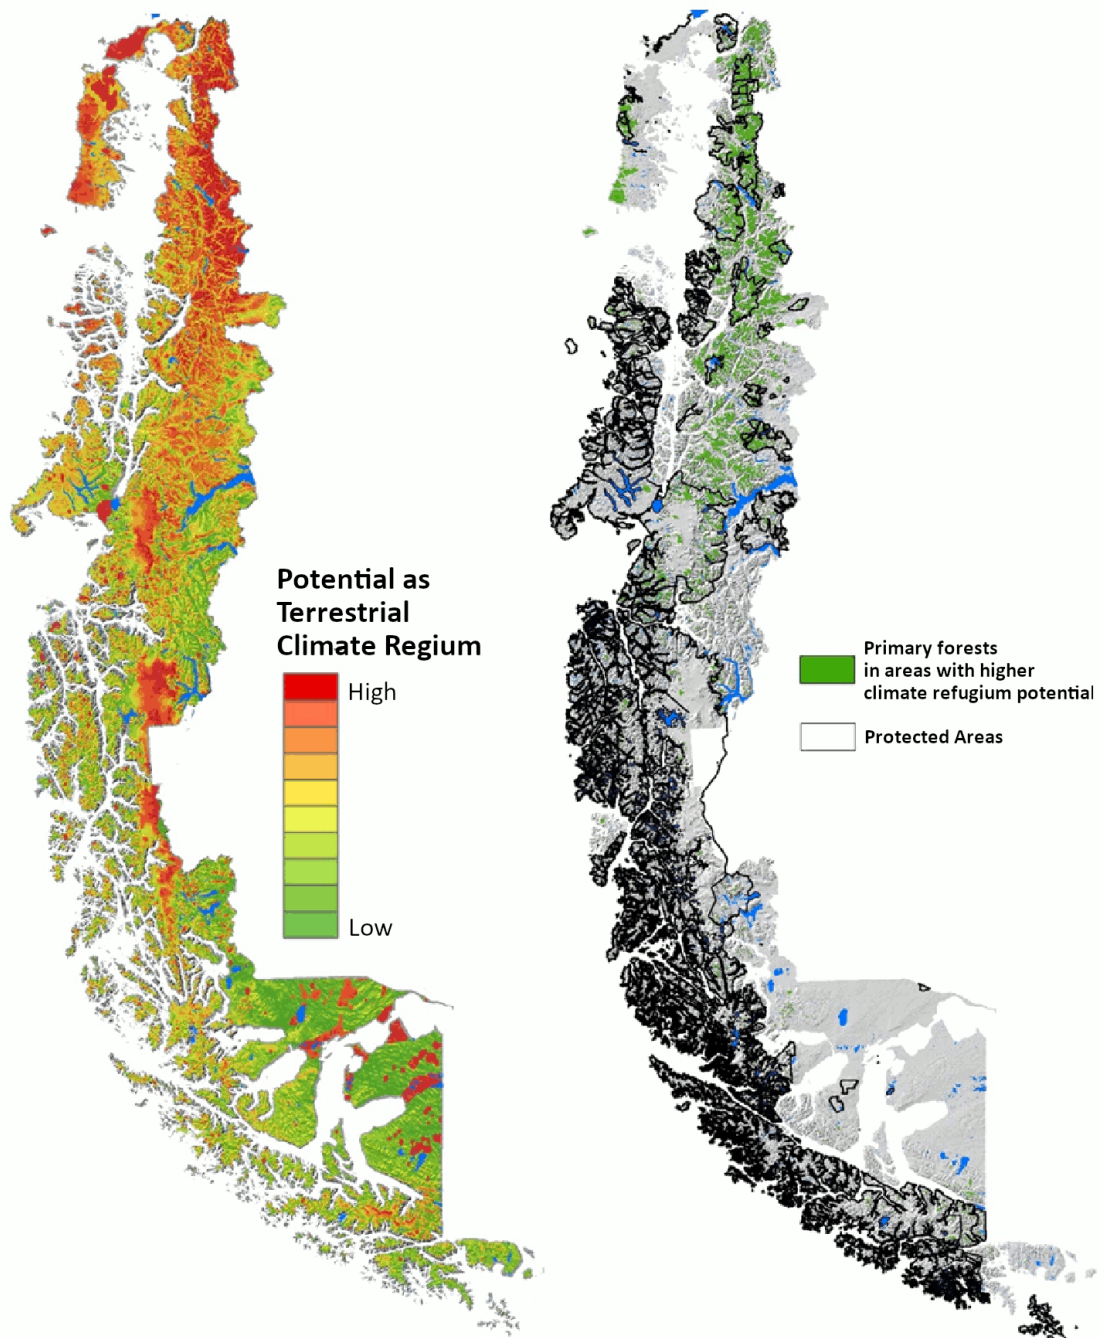 Potential as
Terrestrial
Climate Regium
High
Low
Primary forests
in areas with higher
climate refugium potential
Protected Areas